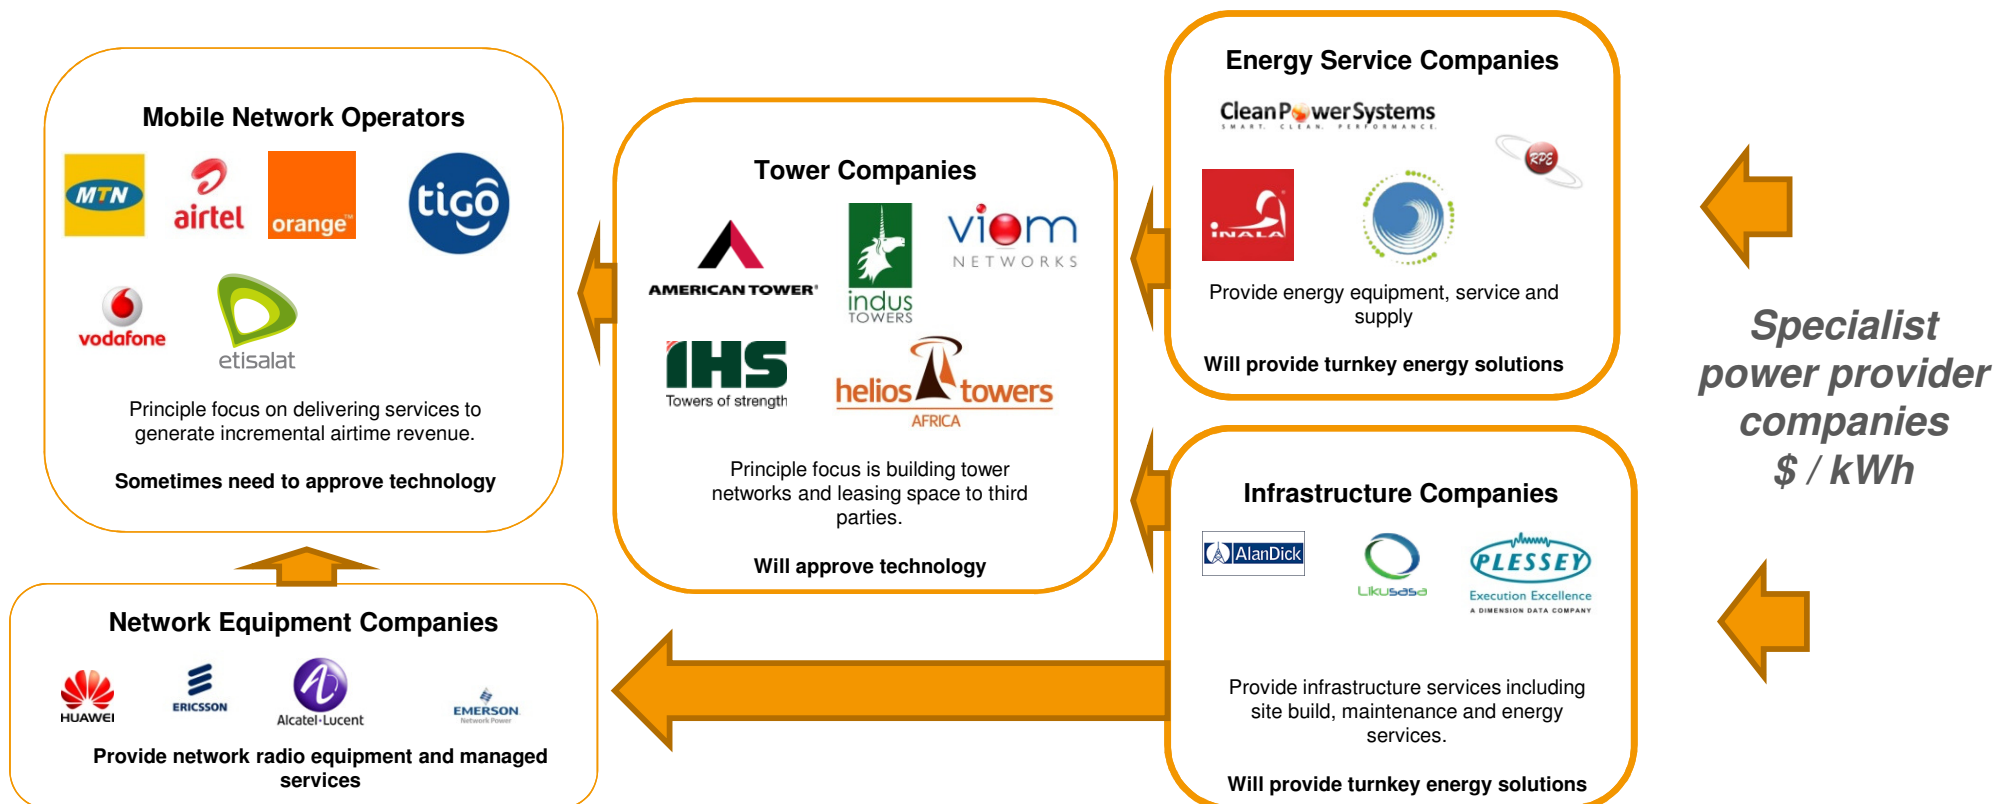 Mobile Network Operators
MTN
airtel
orange™
tigo
vodafone
etisalat
Principle focus on delivering services to
generate incremental airtime revenue.
Sometimes need to approve technology
Network Equipment Companies
HUAWEI
ERICSSON
Alcatel·Lucent
EMERSON
Network Power
Provide network radio equipment and managed
services
Tower Companies
AMERICAN TOWER®
indus
TOWERS
viom
NETWORKS
IHS
Towers of strength
helios towers
AFRICA
Principle focus is building tower
networks and leasing space to third
parties.
Will approve technology
Energy Service Companies
CleanPowerSystems
SMART. CLEAN. PERFORMANCE.
RPE
iNALA
Provide energy equipment, service and
supply
Will provide turnkey energy solutions
Infrastructure Companies
AlanDick
Likusasa
PLESSEY
Execution Excellence
A DIMENSION DATA COMPANY
Provide infrastructure services including
site build, maintenance and energy
services.
Will provide turnkey energy solutions
Specialist
power provider
companies
$ / kWh